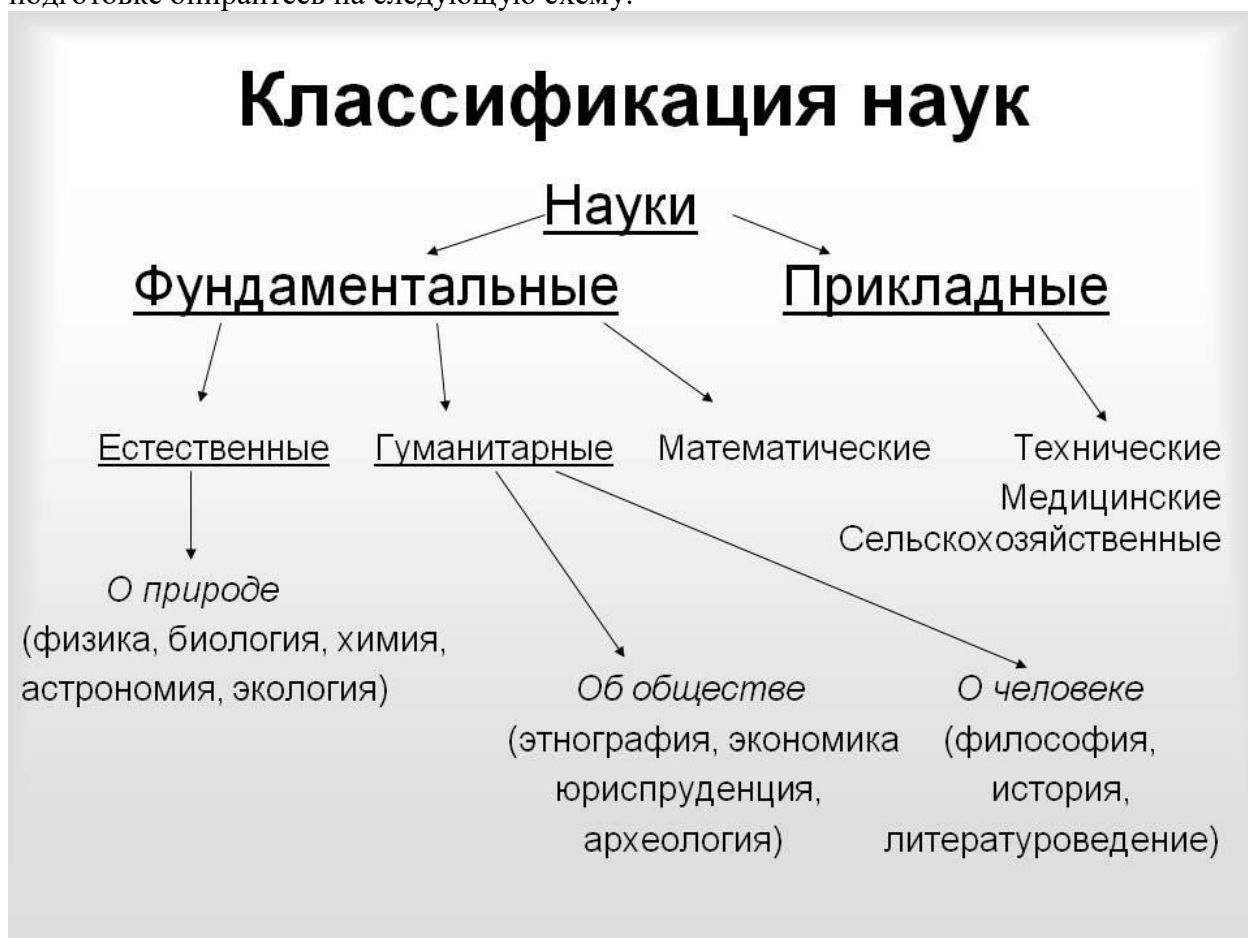 подготовке опирайтесь на следующую схему:
Классификация наук
Науки
Фундаментальные Прикладные
Естественные Гуманитарные Математические Технические
Медицинские
Сельскохозяйственные
О природе
(физика, биология, химия,
астрономия, экология)
Об обществе
(этнография, экономика
юриспруденция,
археология)
О человеке
(философия,
история,
литературоведение)